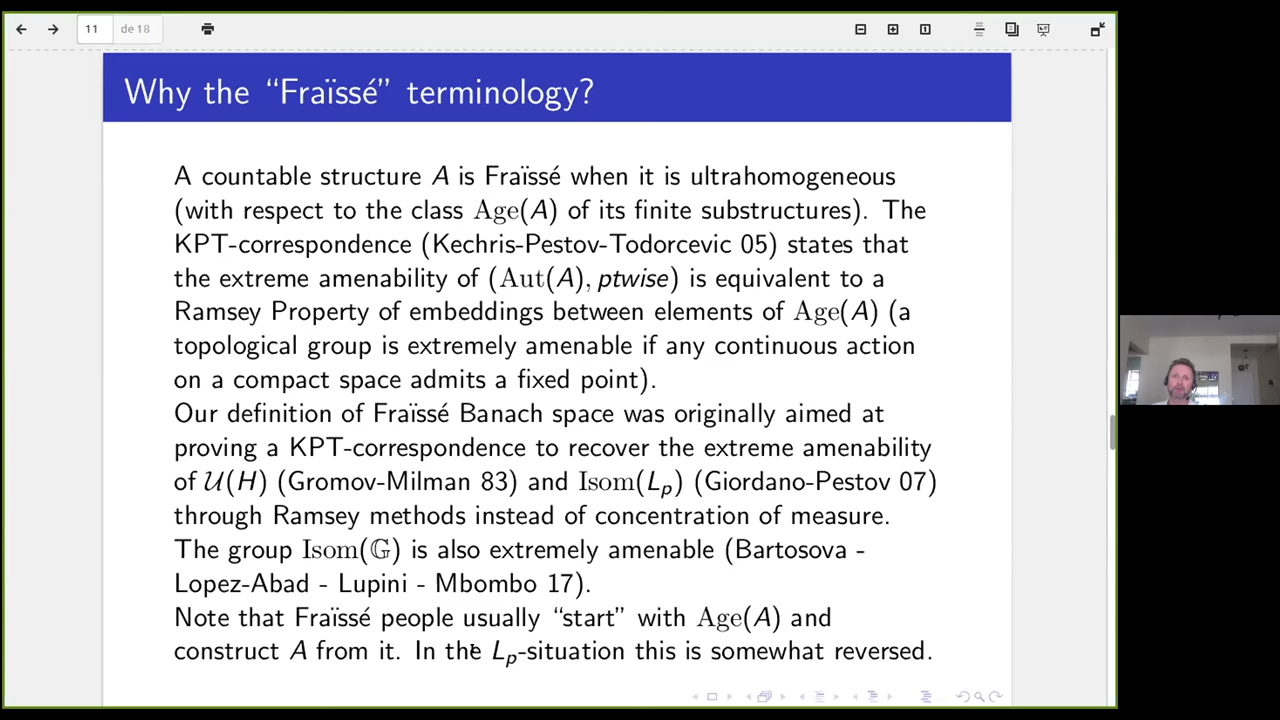 11 de 18
Why the “Fraïssé” terminology?
A countable structure A is Fraïssé when it is ultrahomogeneous
(with respect to the class Age(A) of its finite substructures). The
KPT-correspondence (Kechris-Pestov-Todorcevic 05) states that
the extreme amenability of (Aut(A), ptwise) is equivalent to a
Ramsey Property of embeddings between elements of Age(A) (a
topological group is extremely amenable if any continuous action
on a compact space admits a fixed point).
Our definition of Fraïssé Banach space was originally aimed at
proving a KPT-correspondence to recover the extreme amenability
of 𝒰(H) (Gromov-Milman 83) and Isom(Lₚ) (Giordano-Pestov 07)
through Ramsey methods instead of concentration of measure.
The group Isom(𝔾) is also extremely amenable (Bartosova -
Lopez-Abad - Lupini - Mbombo 17).
Note that Fraïssé people usually “start” with Age(A) and
construct A from it. In the Lₚ-situation this is somewhat reversed.